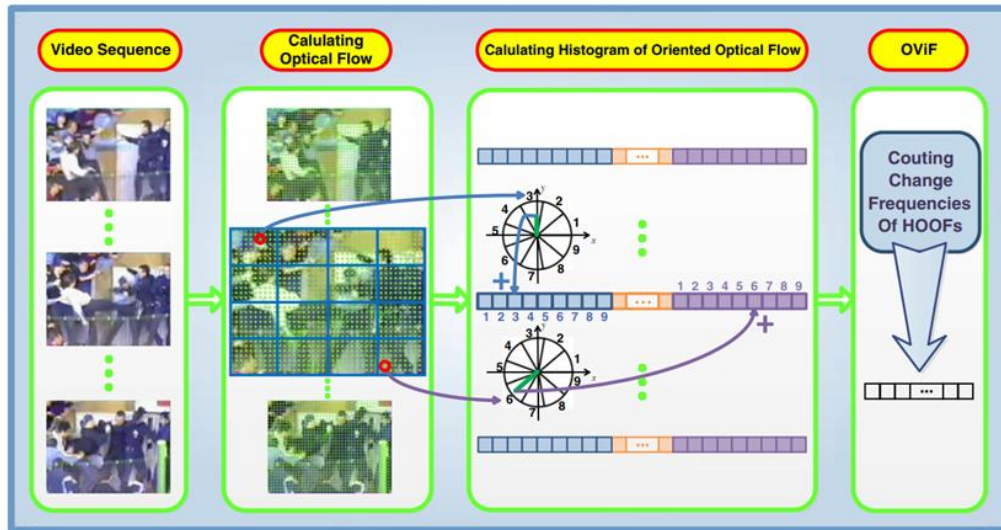 Video Sequence
Calulating
Optical Flow
Calulating Histogram of Oriented Optical Flow
OViF
...
y
3
2
4
1
5
x
9
6
8
7
+
1 2 3 4 5 6 7 8 9
...
1 2 3 4 5 6 7 8 9
+
y
3
2
4
1
5
9
x
6
8
7
...
Couting
Change
Frequencies
Of HOOFs
...